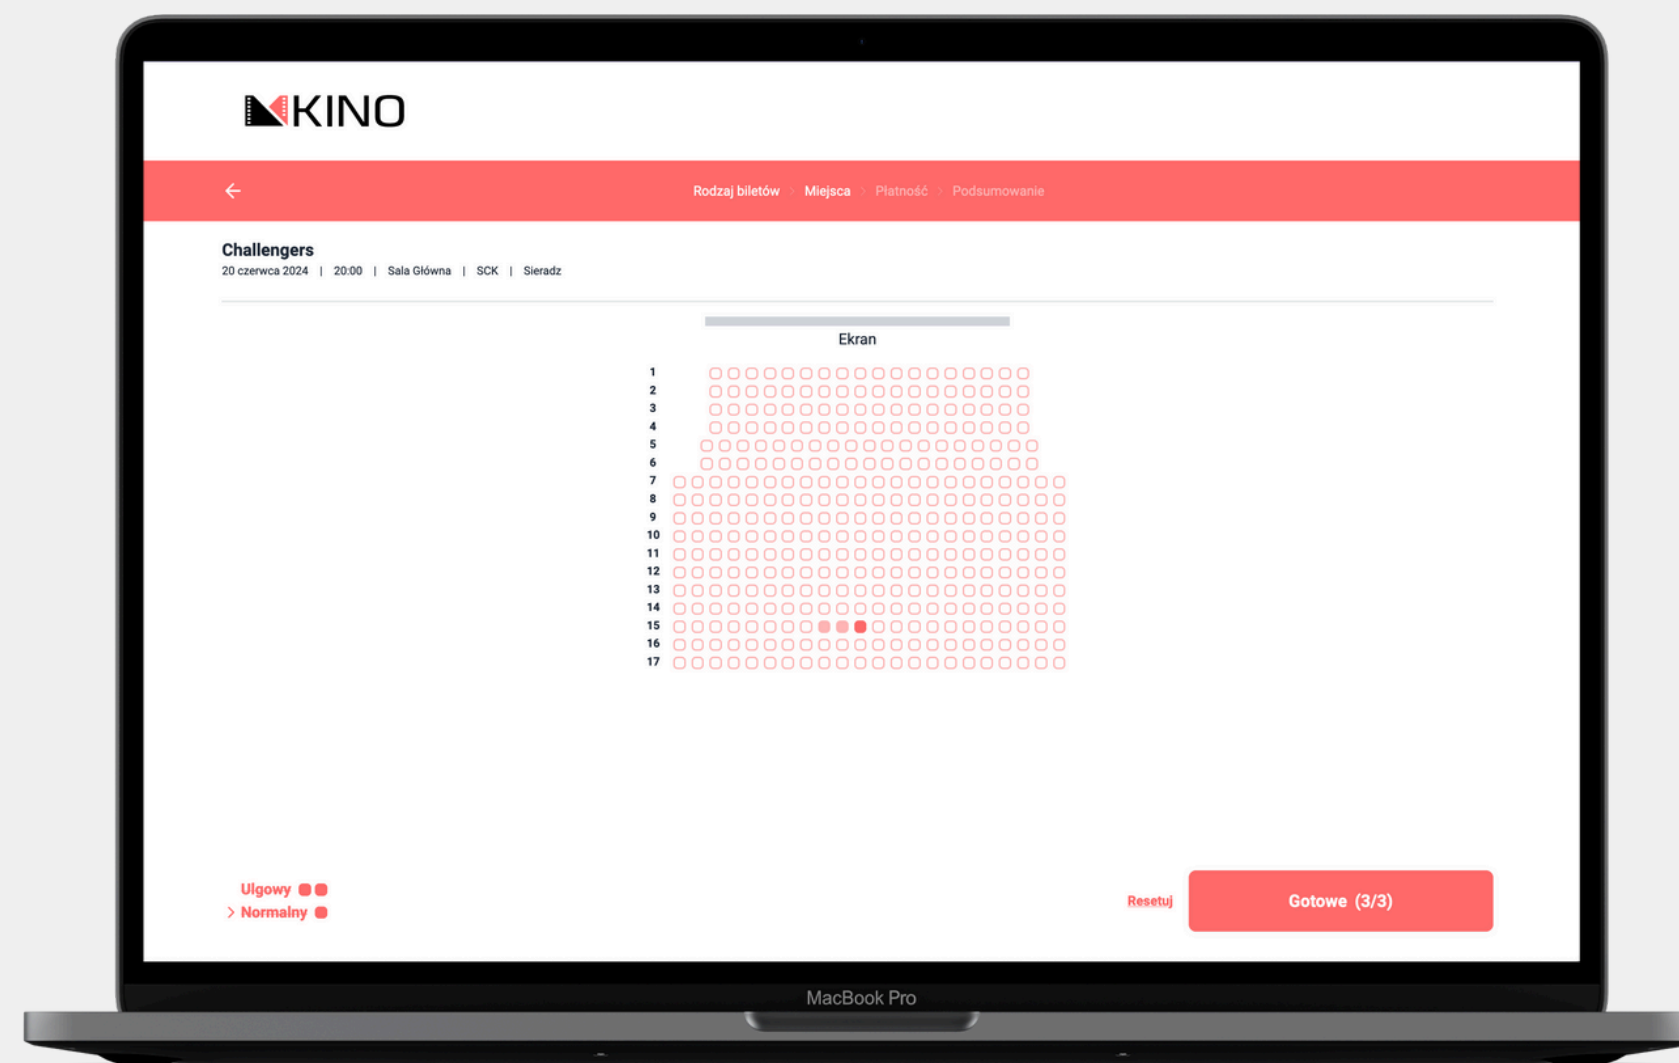 KINO
Rodzaj biletów > Miejsca > Płatność > Podsumowanie
Challengers
20 czerwca 2024 | 20:00 | Sala Główna | SCK | Sieradz
Ekran
1
2
3
4
5
6
7
8
9
10
11
12
13
14
15
16
17
Ulgowy
> Normalny
Resetuj
Gotowe (3/3)
MacBook Pro